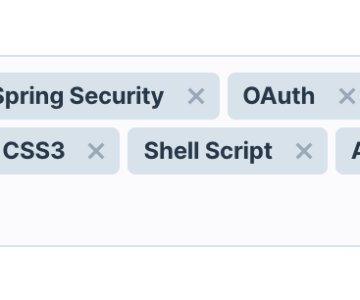 Spring Security × OAuth ×
CSS3 × Shell Script ×